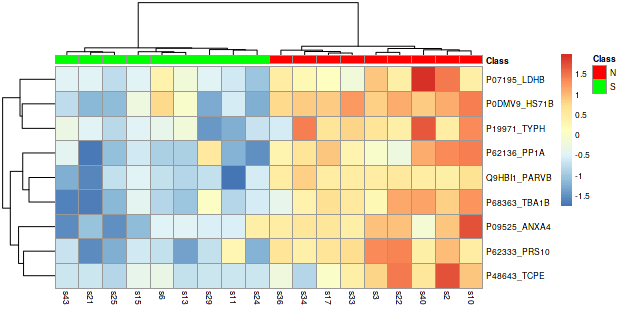 Class
Class
N
S
P07195_LDHB
P0DMV9_HS71B
P19971_TYPH
P62136_PP1A
Q9HBI1_PARVB
P68363_TBA1B
P09525_ANXA4
P62333_PRS10
P48643_TCPE
1.5
1
0.5
0
-0.5
-1
-1.5
s43 s21 s25 s15 s6 s13 s29 s11 s24 s36 s34 s17 s33 s3 s22 s40 s2 s10